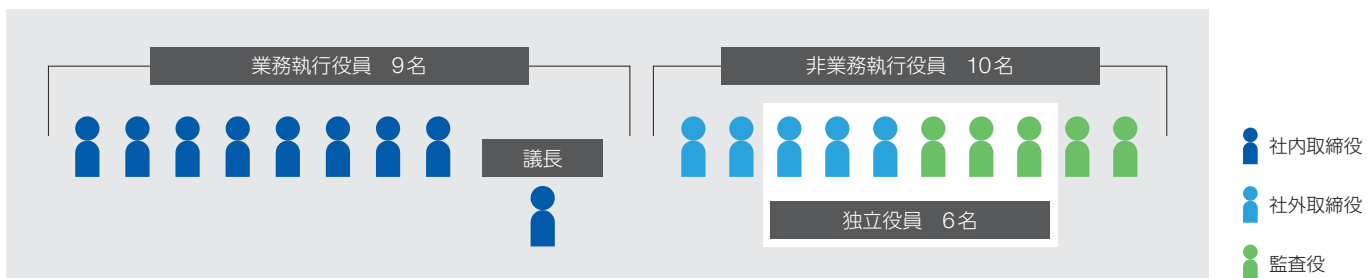 業務執行役員　9名
非業務執行役員　10名
議長
独立役員　6名
社内取締役
社外取締役
監査役